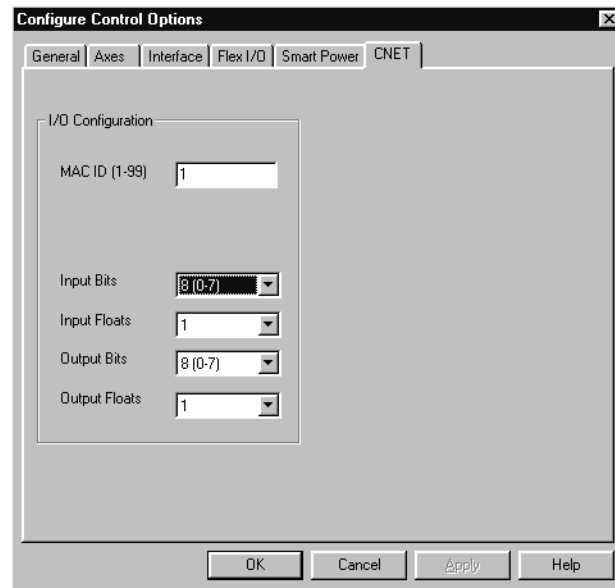 Configure Control Options
General Axes Interface Flex I/O Smart Power CNET
I/O Configuration
MAC ID (1-99) 1
Input Bits 8 (0-7)
Input Floats 1
Output Bits 8 (0-7)
Output Floats 1
OK Cancel Apply Help